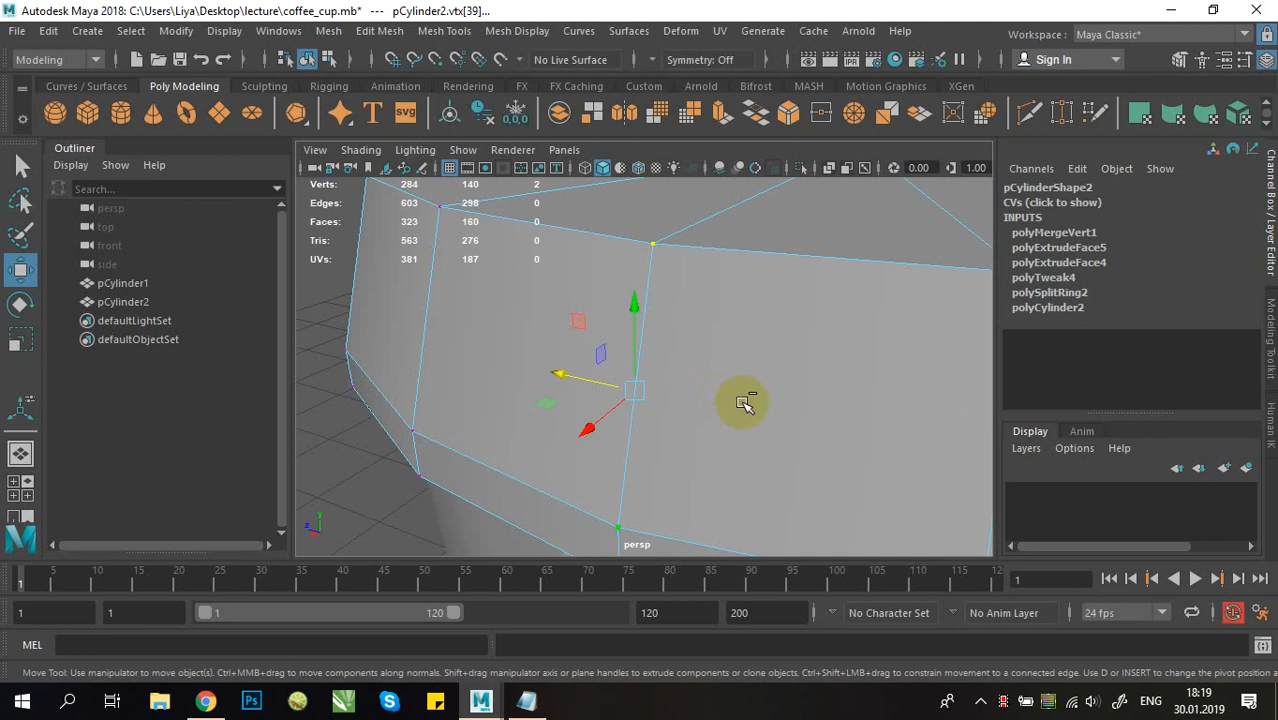 Autodesk Maya 2018: C:\Users\Liya\Desktop\lecture\coffee_cup.mb* --- pCylinder2.vtx[39]...
File Edit Create Select Modify Display Windows Mesh Edit Mesh Mesh Tools Mesh Display Curves Surfaces Deform UV Generate Cache Arnold Help
Workspace : Maya Classic*
Modeling No Live Surface Symmetry: Off Sign In
Curves / Surfaces Poly Modeling Sculpting Rigging Animation Rendering FX FX Caching Custom Arnold Bifrost MASH Motion Graphics XGen
Outliner
Display Show Help
Search...
persp
top
front
side
pCylinder1
pCylinder2
defaultLightSet
defaultObjectSet
View Shading Lighting Show Renderer Panels
0.00 1.00
Verts: 284 140 2
Edges: 603 298 0
Faces: 323 160 0
Tris: 563 276 0
UVs: 381 187 0
persp
Channels Edit Object Show
pCylinderShape2
CVs (click to show)
INPUTS
polyMergeVert1
polyExtrudeFace5
polyExtrudeFace4
polyTweak4
polySplitRing2
polyCylinder2
Display Anim
Layers Options Help
Channel Box / Layer Editor
Modeling Toolkit
Human IK
1 5 10 15 20 25 30 35 40 45 50 55 60 65 70 75 80 85 90 95 100 105 110 115 120
1
1 1 1 120 120 200 No Character Set No Anim Layer 24 fps
MEL
Move Tool: Use manipulator to move object(s). Ctrl+MMB+drag to move components along normals. Shift+drag manipulator axis or plane handles to extrude components or clone objects. Ctrl+Shift+LMB+drag to constrain movement to a connected edge. Use D or INSERT to change the pivot position
ENG
18:19
30.01.2019